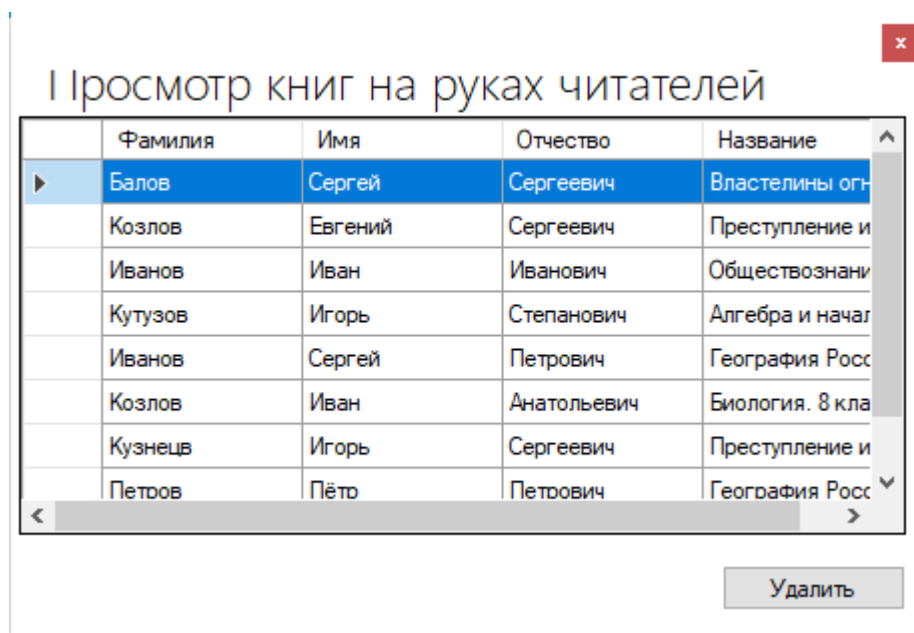 x
Просмотр книг на руках читателей
Фамилия Имя Отчество Название
Балов Сергей Сергеевич Властелины огн
Козлов Евгений Сергеевич Преступление и
Иванов Иван Иванович Обществознани
Кутузов Игорь Степанович Алгебра и начал
Иванов Сергей Петрович География Росс
Козлов Иван Анатольевич Биология. 8 кла
Кузнецв Игорь Сергеевич Преступление и
Петров Пётр Петрович География Росс
Удалить